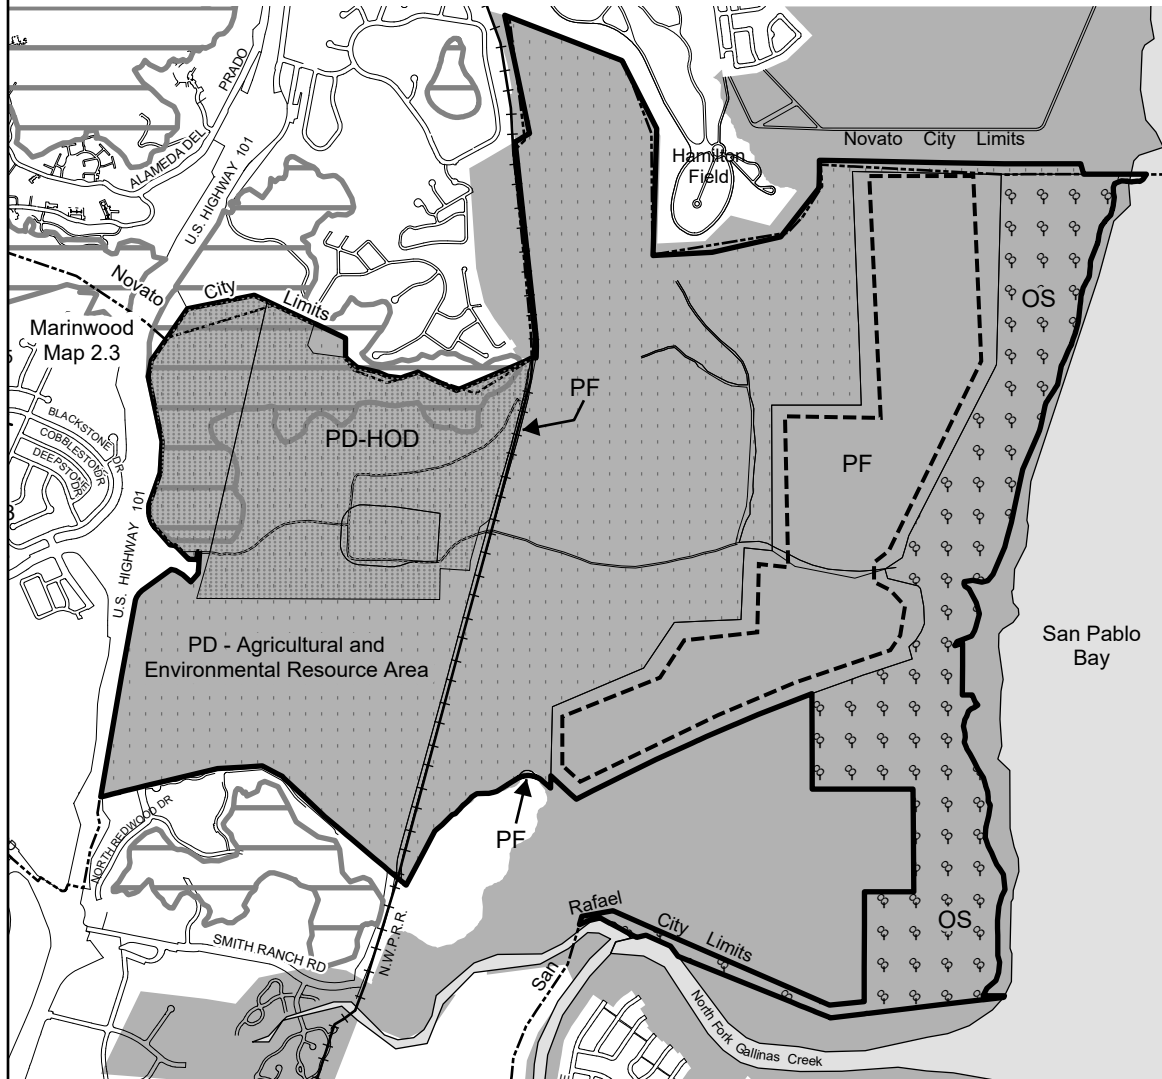 PRADO
ALAMEDA DEL
U.S. HIGHWAY 101
Novato City Limits
Hamilton
Field
Novato City Limits
OS
Marinwood
Map 2.3
PF
BLACKSTONE DR
COBBLESTONE DR
DEEPSTONE DR
PD-HOD
PF
U.S. HIGHWAY 101
PD - Agricultural and
Environmental Resource Area
San Pablo
Bay
NORTH REDWOOD DR
PF
San Rafael City Limits
OS
SMITH RANCH RD
N.W.P.R.R.
North Fork Gallinas Creek